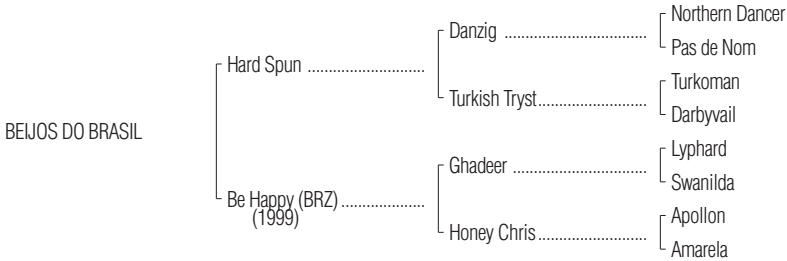 Northern Dancer
Danzig ................................
Pas de Nom
Hard Spun ..........................
Turkoman
Turkish Tryst........................
Darbyvail
BEIJOS DO BRASIL
Lyphard
Ghadeer ..............................
Swanilda
Be Happy (BRZ) ..................
(1999)
Apollon
Honey Chris........................
Amarela